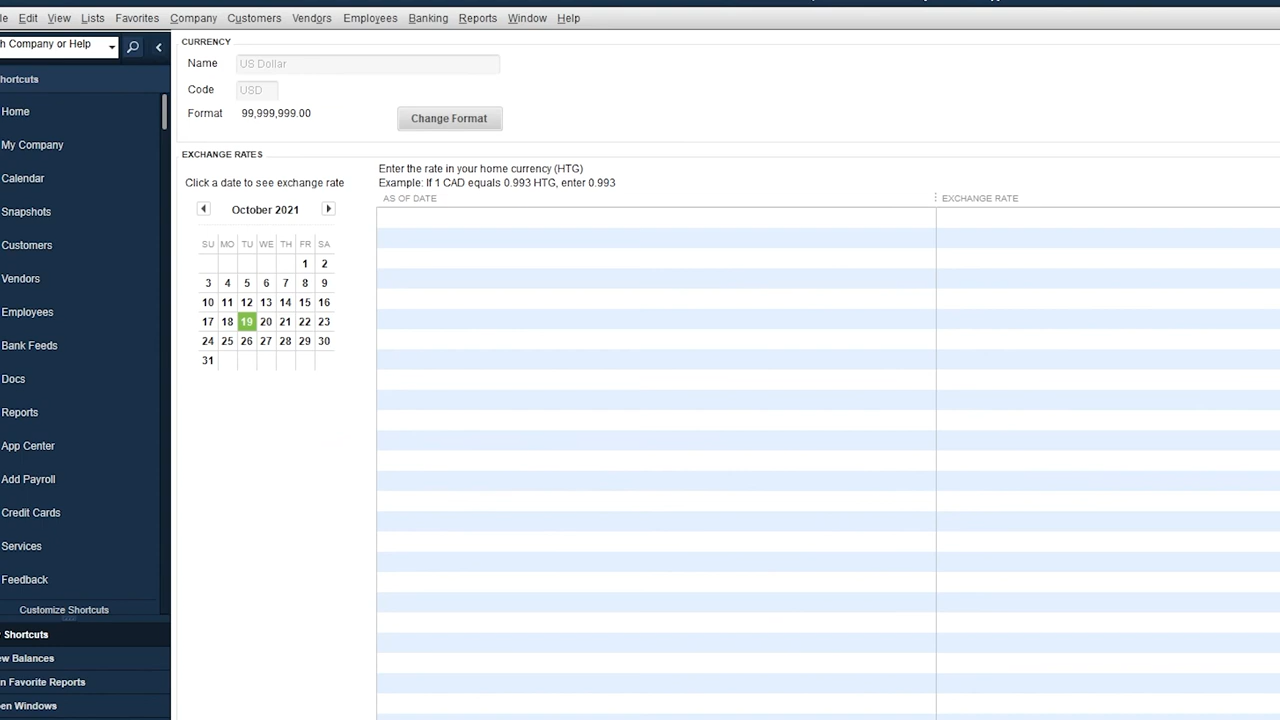 le Edit View Lists Favorites Company Customers Vendors Employees Banking Reports Window Help
h Company or Help
hortcuts
Home
My Company
Calendar
Snapshots
Customers
Vendors
Employees
Bank Feeds
Docs
Reports
App Center
Add Payroll
Credit Cards
Services
Feedback
Customize Shortcuts
Shortcuts
ew Balances
n Favorite Reports
en Windows
CURRENCY
Name US Dollar
Code USD
Format 99,999,999.00 Change Format
EXCHANGE RATES
Click a date to see exchange rate
October 2021
SU MO TU WE TH FR SA
1 2
3 4 5 6 7 8 9
10 11 12 13 14 15 16
17 18 19 20 21 22 23
24 25 26 27 28 29 30
31
Enter the rate in your home currency (HTG)
Example: If 1 CAD equals 0.993 HTG, enter 0.993
AS OF DATE EXCHANGE RATE